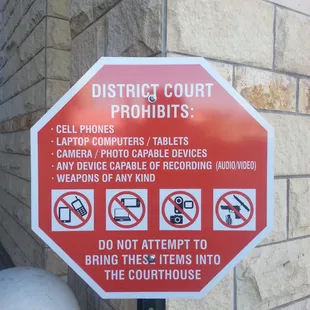 DISTRICT COURT
PROHIBITS:
· CELL PHONES
· LAPTOP COMPUTERS / TABLETS
· CAMERA / PHOTO CAPABLE DEVICES
· ANY DEVICE CAPABLE OF RECORDING (AUDIO/VIDEO)
· WEAPONS OF ANY KIND
DO NOT ATTEMPT TO
BRING THESE ITEMS INTO
THE COURTHOUSE